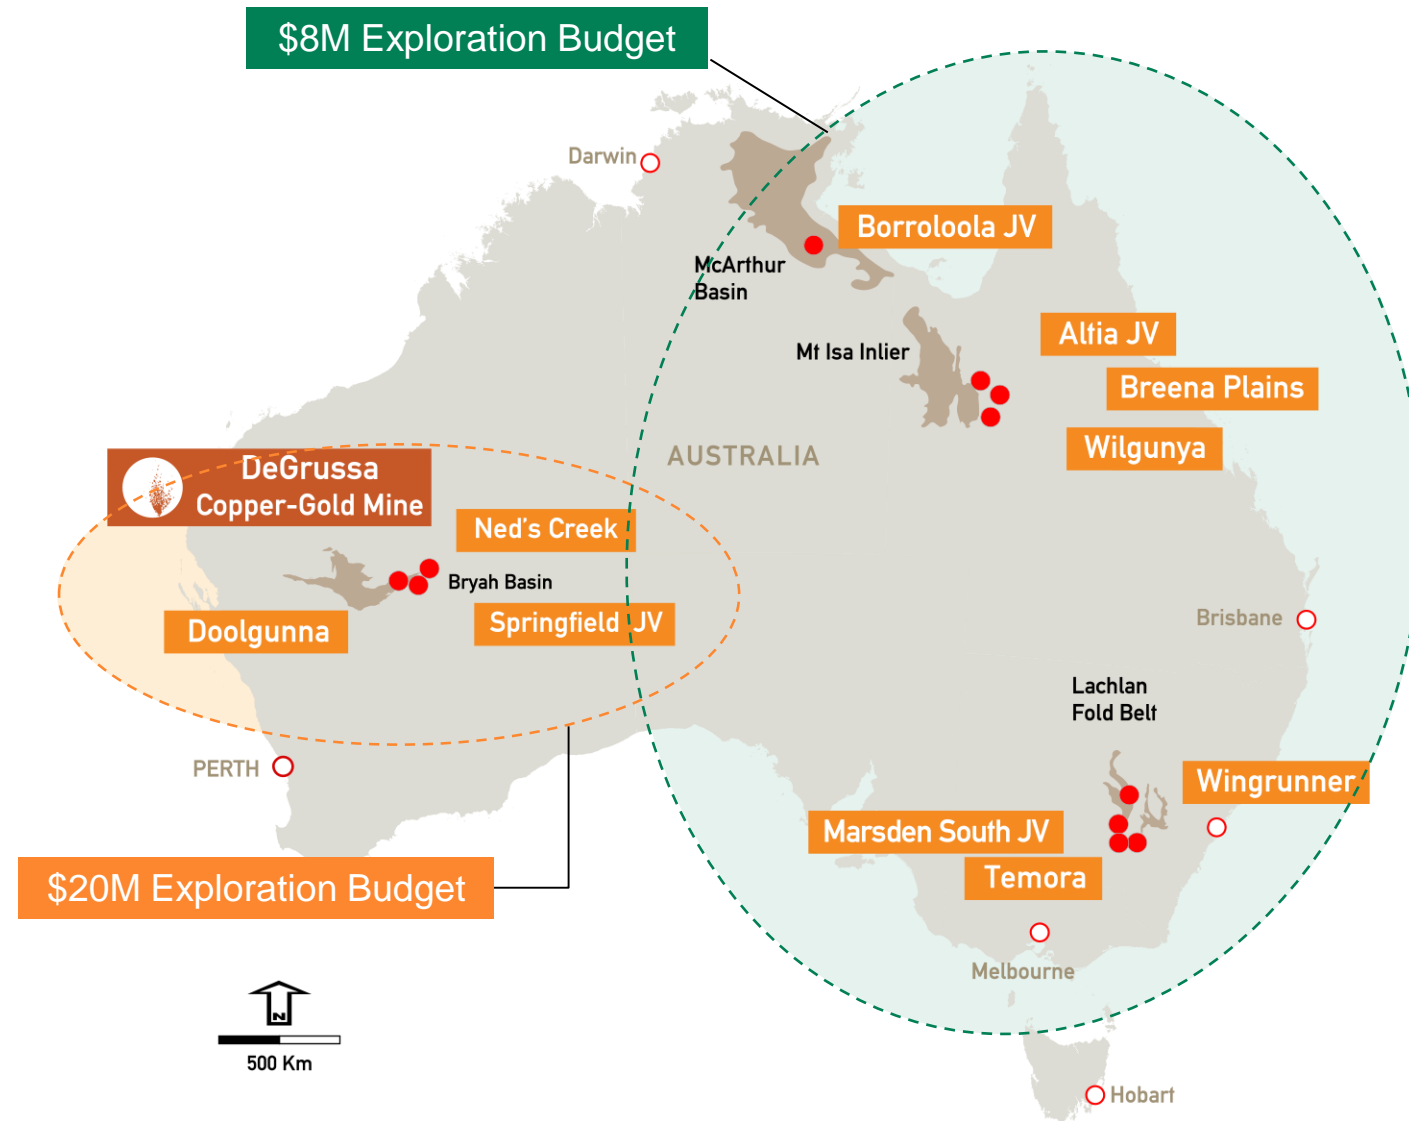 $8M Exploration Budget
Darwin
Borroloola JV
McArthur
Basin
Altia JV
Mt Isa Inlier
Breena Plains
Wilgunya
AUSTRALIA
DeGrussa
Copper-Gold Mine
Ned's Creek
Bryah Basin
Doolgunna
Springfield JV
Brisbane
Lachlan
Fold Belt
PERTH
Wingrunner
Marsden South JV
Temora
$20M Exploration Budget
Melbourne
N
500 Km
Hobart